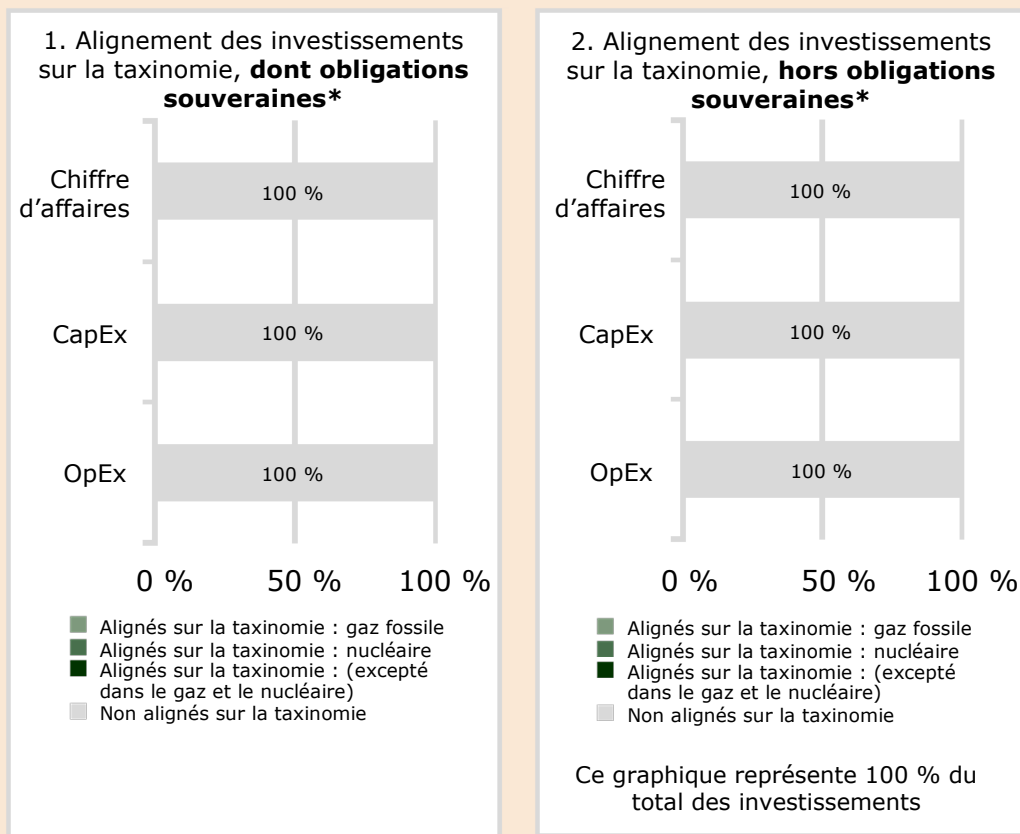 1. Alignement des investissements
sur la taxinomie, dont obligations
souveraines*
Chiffre
d’affaires
100 %
CapEx
100 %
OpEx
100 %
0 %
50 %
100 %
Alignés sur la taxinomie : gaz fossile
Alignés sur la taxinomie : nucléaire
Alignés sur la taxinomie : (excepté
dans le gaz et le nucléaire)
Non alignés sur la taxinomie
2. Alignement des investissements
sur la taxinomie, hors obligations
souveraines*
Chiffre
d’affaires
100 %
CapEx
100 %
OpEx
100 %
0 %
50 %
100 %
Alignés sur la taxinomie : gaz fossile
Alignés sur la taxinomie : nucléaire
Alignés sur la taxinomie : (excepté
dans le gaz et le nucléaire)
Non alignés sur la taxinomie
Ce graphique représente 100 % du
total des investissements